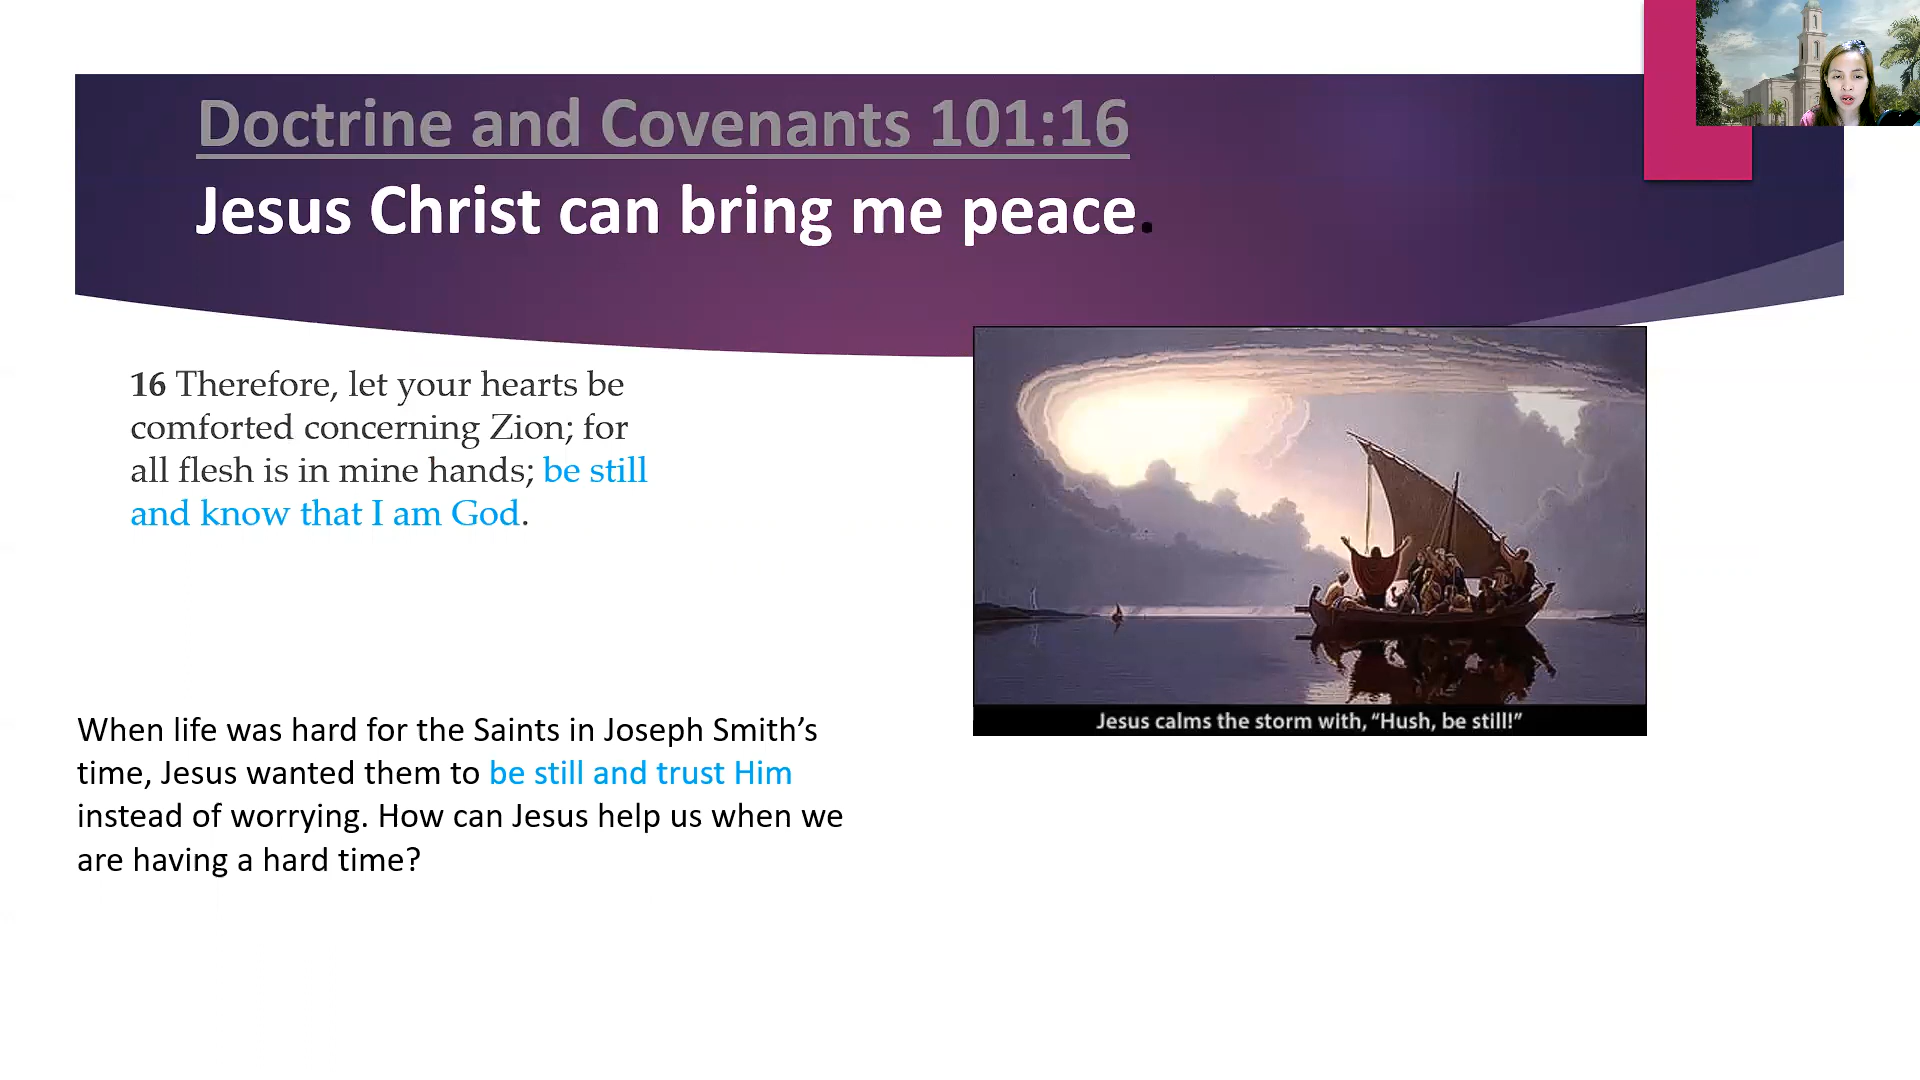 Doctrine and Covenants 101:16
Jesus Christ can bring me peace.
16 Therefore, let your hearts be
comforted concerning Zion; for
all flesh is in mine hands; be still
and know that I am God.
Jesus calms the storm with, “Hush, be still!”
When life was hard for the Saints in Joseph Smith’s
time, Jesus wanted them to be still and trust Him
instead of worrying. How can Jesus help us when we
are having a hard time?